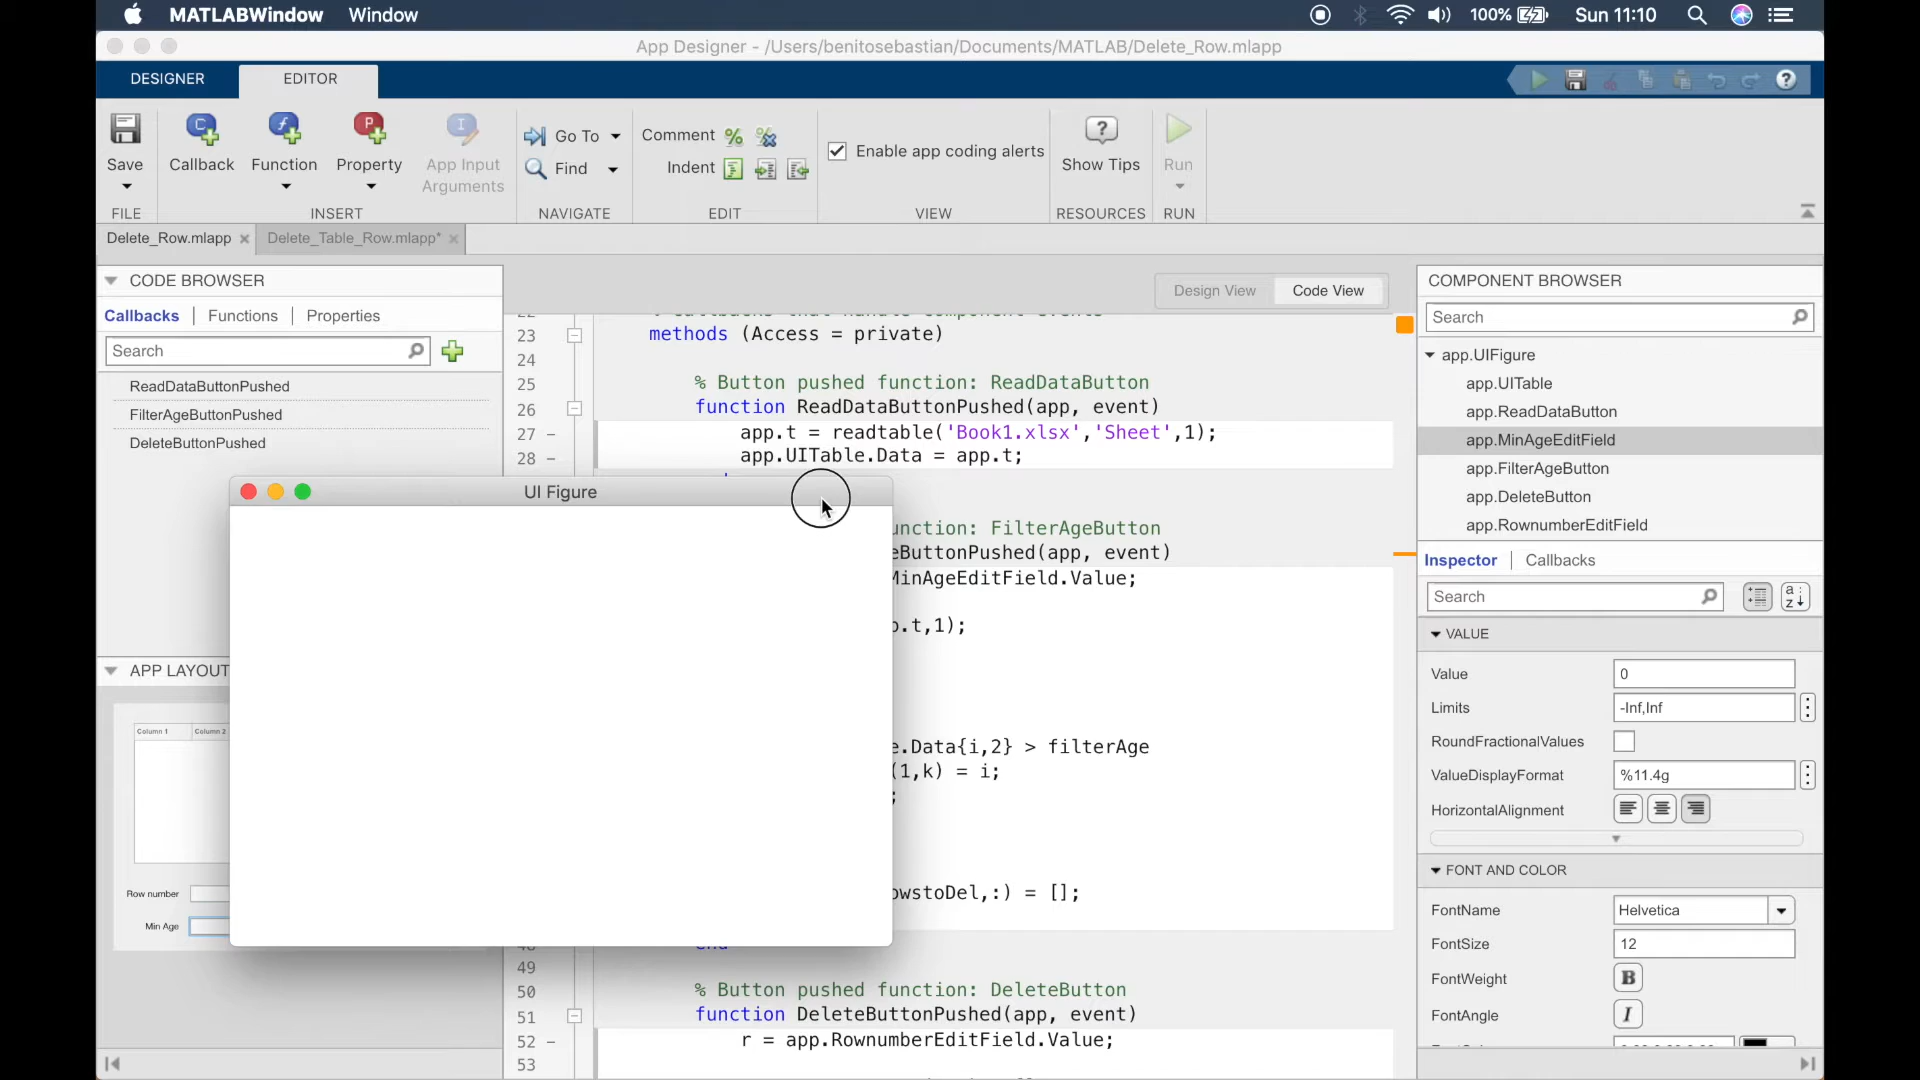 MATLABWindow Window 100% Sun 11:10
App Designer - /Users/benitosebastian/Documents/MATLAB/Delete_Row.mlapp
DESIGNER EDITOR
Save Callback Function Property App Input Arguments Go To Find Comment Indent Enable app coding alerts Show Tips Run
FILE INSERT NAVIGATE EDIT VIEW RESOURCES RUN
Delete_Row.mlapp Delete_Table_Row.mlapp*
CODE BROWSER
Callbacks Functions Properties
Search
ReadDataButtonPushed
FilterAgeButtonPushed
DeleteButtonPushed
APP LAYOUT
Column 1 Column 2
Row number
Min Age
Design View Code View
23 methods (Access = private)
24
25 % Button pushed function: ReadDataButton
26 function ReadDataButtonPushed(app, event)
27 – app.t = readtable('Book1.xlsx','Sheet',1);
28 – app.UITable.Data = app.t;
UI Figure
unction: FilterAgeButton
eButtonPushed(app, event)
MinAgeEditField.Value;
.t,1);
e.Data{i,2} > filterAge
(1,k) = i;
;
owstoDel,:) = [];
end
49
50 % Button pushed function: DeleteButton
51 function DeleteButtonPushed(app, event)
52 – r = app.RownumberEditField.Value;
53
COMPONENT BROWSER
Search
app.UIFigure
app.UITable
app.ReadDataButton
app.MinAgeEditField
app.FilterAgeButton
app.DeleteButton
app.RownumberEditField
Inspector Callbacks
Search
VALUE
Value 0
Limits -Inf,Inf
RoundFractionalValues
ValueDisplayFormat %11.4g
HorizontalAlignment
FONT AND COLOR
FontName Helvetica
FontSize 12
FontWeight B
FontAngle I